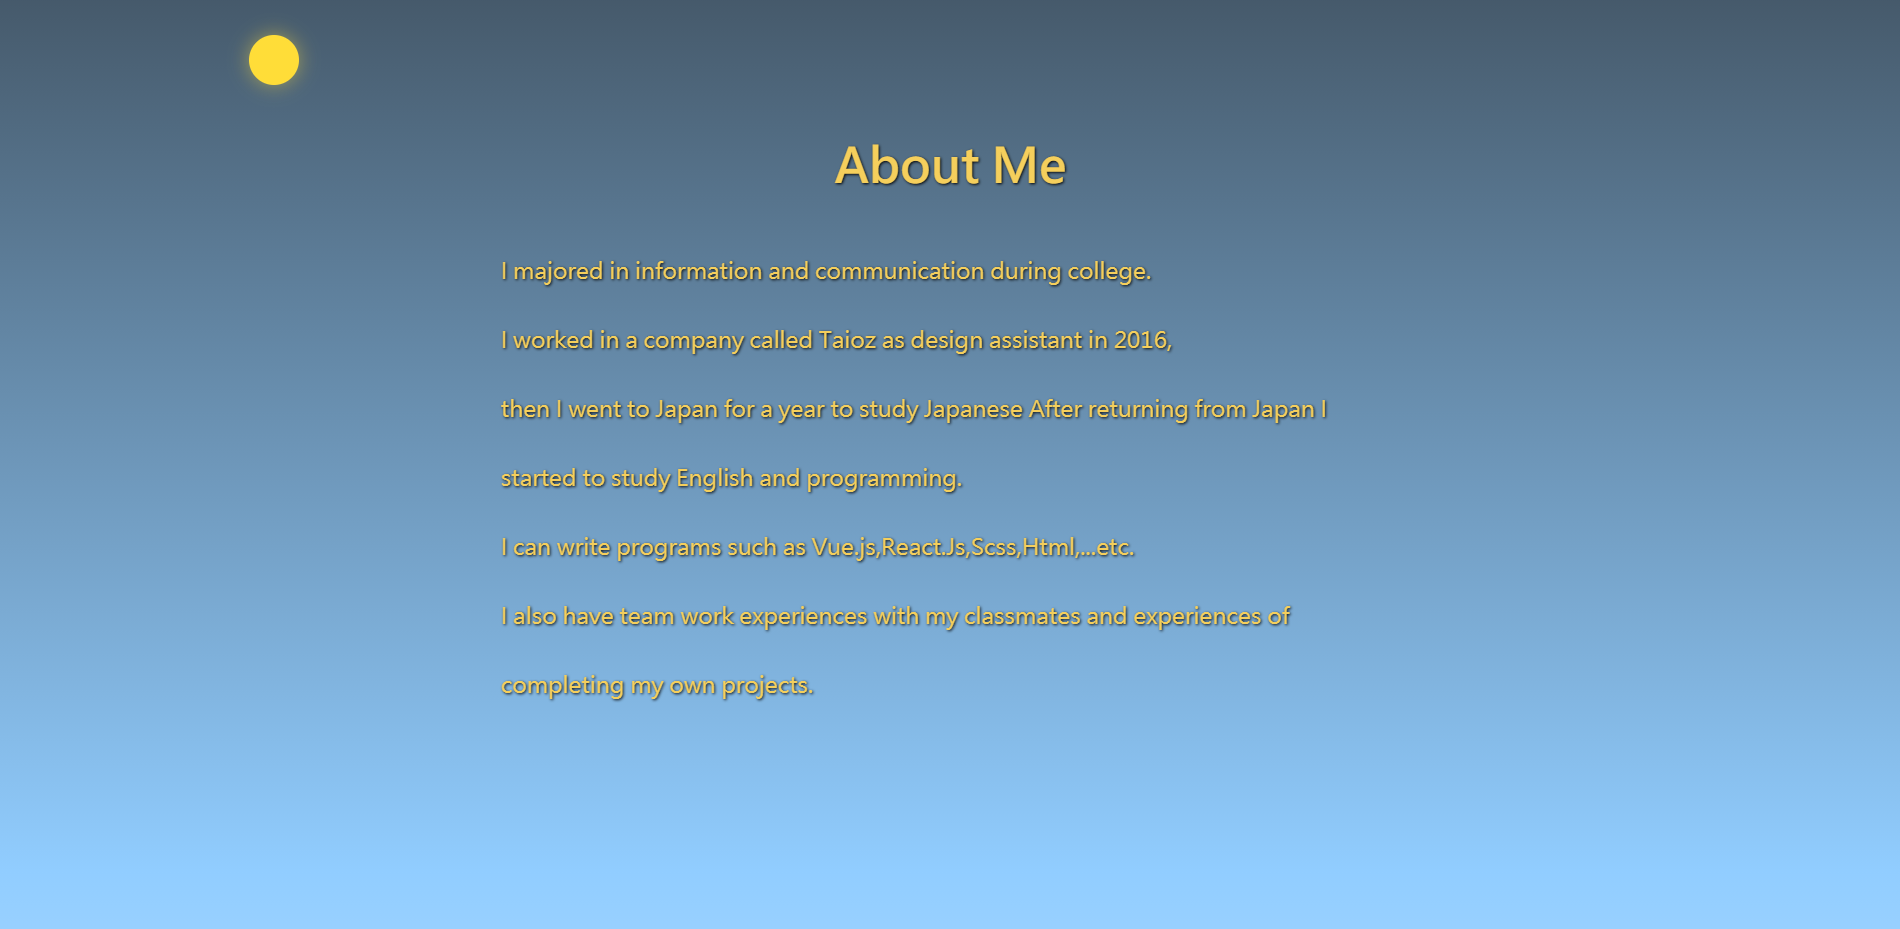 About Me
I majored in information and communication during college.
I worked in a company called Taioz as design assistant in 2016,
then I went to Japan for a year to study Japanese After returning from Japan I
started to study English and programming.
I can write programs such as Vue.js,React.Js,Scss,Html,...etc.
I also have team work experiences with my classmates and experiences of
completing my own projects.